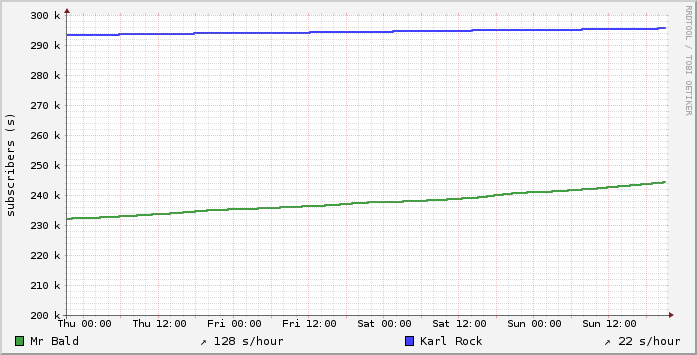 300 k
290 k
280 k
270 k
260 k
250 k
240 k
230 k
220 k
210 k
200 k
subscribers (s)
Thu 00:00 Thu 12:00 Fri 00:00 Fri 12:00 Sat 00:00 Sat 12:00 Sun 00:00 Sun 12:00
Mr Bald ↗ 128 s/hour Karl Rock ↗ 22 s/hour
RRDTOOL / TOBI OETIKER